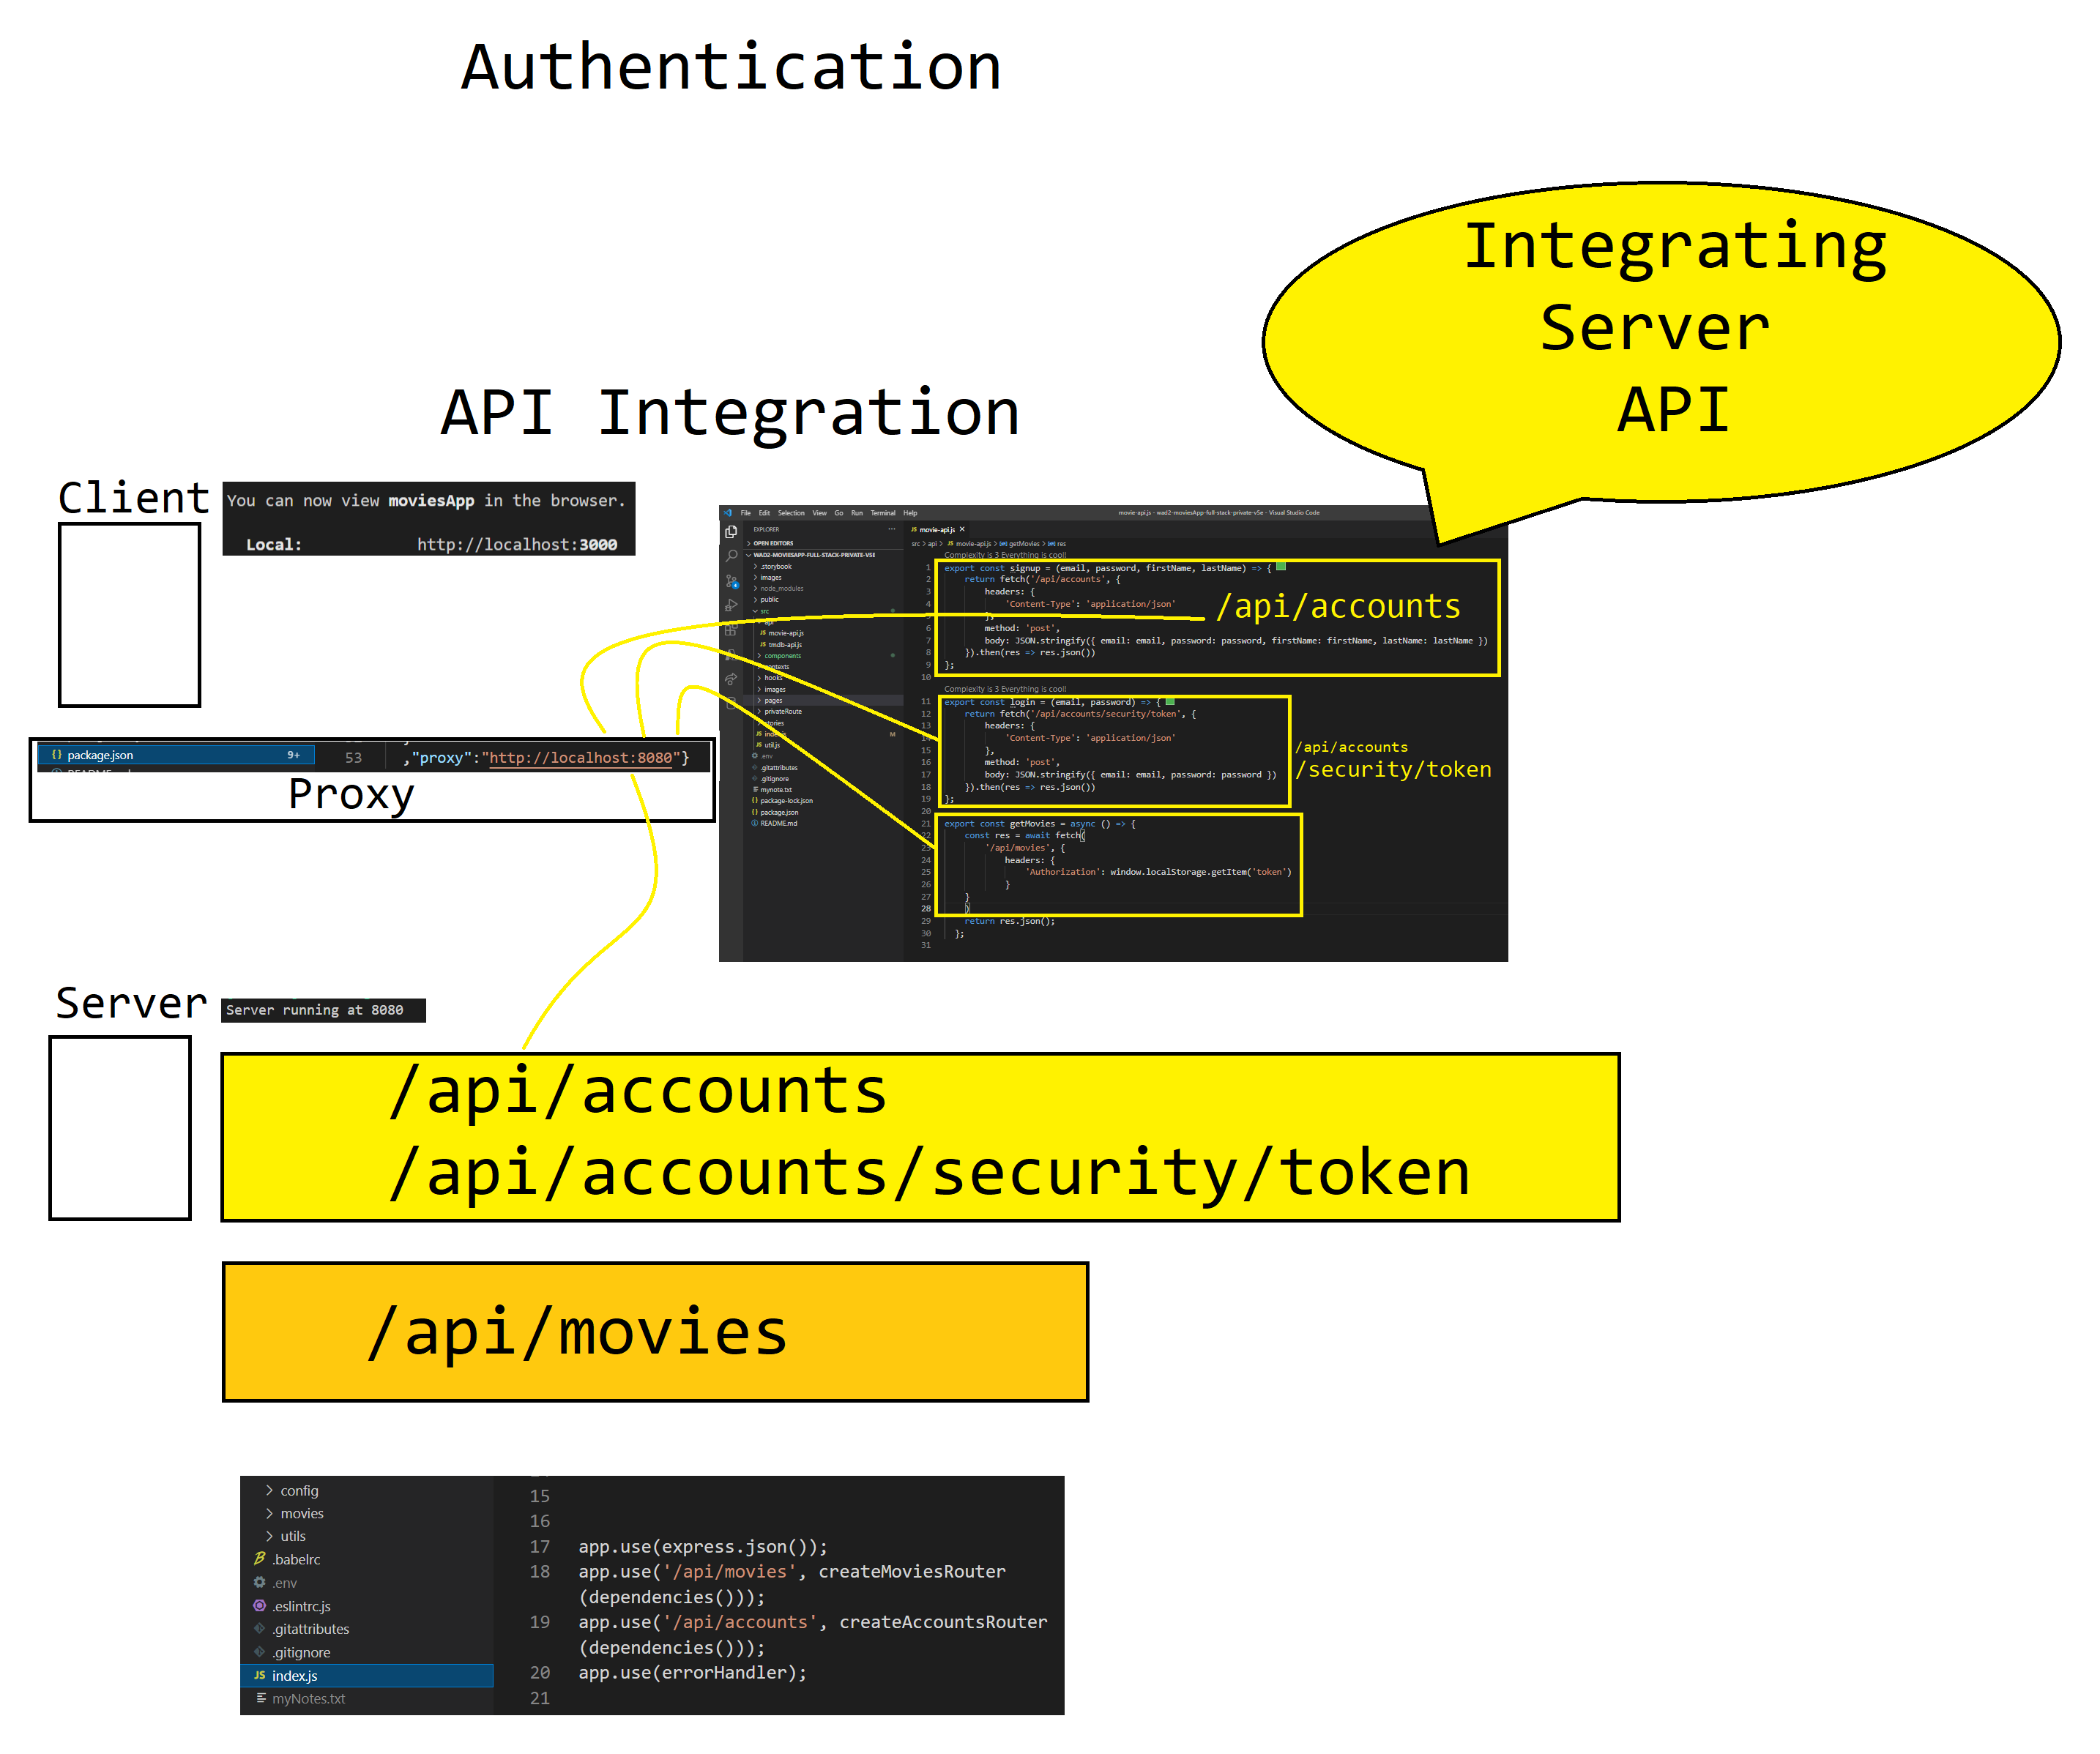 Authentication
Integrating
Server
API
API Integration
Client
You can now view moviesApp in the browser.
Local: http://localhost:3000
File Edit Selection View Go Run Terminal Help
movie-api.js - wad2-moviesApp-full-stack-private-v5e - Visual Studio Code
EXPLORER
OPEN EDITORS
WAD2-MOVIESAPP-FULL-STACK-PRIVATE-V5E
.storybook
images
node_modules
public
src
api
movie-api.js
tmdb-api.js
components
contexts
hooks
images
pages
privateRoute
stories
index.js M
util.js
.env
.gitattributes
.gitignore
mynote.txt
package-lock.json
package.json
README.md
movie-api.js
src > api > movie-api.js > getMovies > res
Complexity is 3 Everything is cool!
1 export const signup = (email, password, firstName, lastName) => {
2 return fetch('/api/accounts', {
3 headers: {
4 'Content-Type': 'application/json'
},
6 method: 'post',
7 body: JSON.stringify({ email: email, password: password, firstName: firstName, lastName: lastName })
8 }).then(res => res.json())
9 };
10
/api/accounts
Complexity is 3 Everything is cool!
11 export const login = (email, password) => {
12 return fetch('/api/accounts/security/token', {
13 headers: {
14 'Content-Type': 'application/json'
15 },
16 method: 'post',
17 body: JSON.stringify({ email: email, password: password })
18 }).then(res => res.json())
19 };
20
/api/accounts
/security/token
21 export const getMovies = async () => {
22 const res = await fetch(
23 '/api/movies', {
24 headers: {
25 'Authorization': window.localStorage.getItem('token')
26 }
27 }
28 )
29 return res.json();
30 };
31
package.json 9+
53 ,"proxy":"http://localhost:8080"}
Proxy
Server
Server running at 8080
/api/accounts
/api/accounts/security/token
/api/movies
config
movies
utils
.babelrc
.env
.eslintrc.js
.gitattributes
.gitignore
index.js
myNotes.txt
15
16
17 app.use(express.json());
18 app.use('/api/movies', createMoviesRouter
(dependencies()));
19 app.use('/api/accounts', createAccountsRouter
(dependencies()));
20 app.use(errorHandler);
21